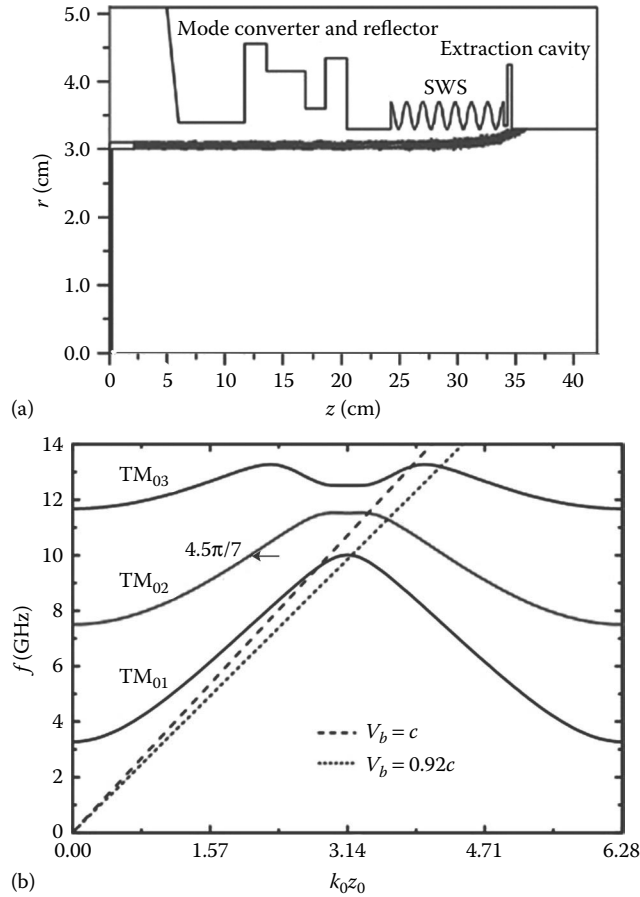 5.0
Mode converter and reflector
Extraction cavity
4.0
SWS
3.0
r (cm)
2.0
1.0
0.0
0 5 10 15 20 25 30 35 40
(a)
z (cm)
14
TM03
12
4.5π/7
10
TM02
8
f (GHz)
6
TM01
4
V_b = c
2
V_b = 0.92c
0
0.00 1.57 3.14 4.71 6.28
(b)
k₀z₀